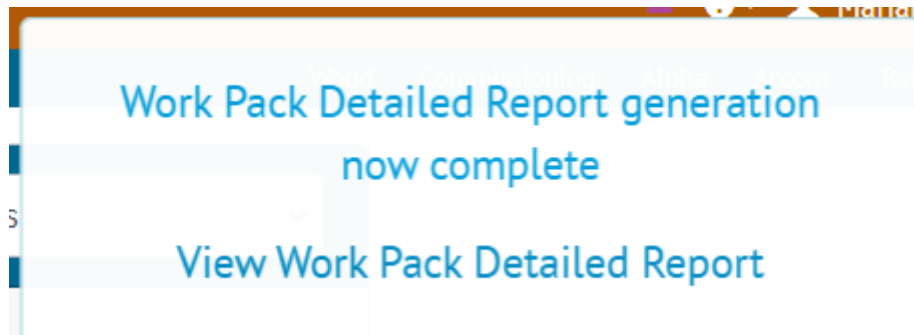 Work Pack Detailed Report generation
now complete
View Work Pack Detailed Report